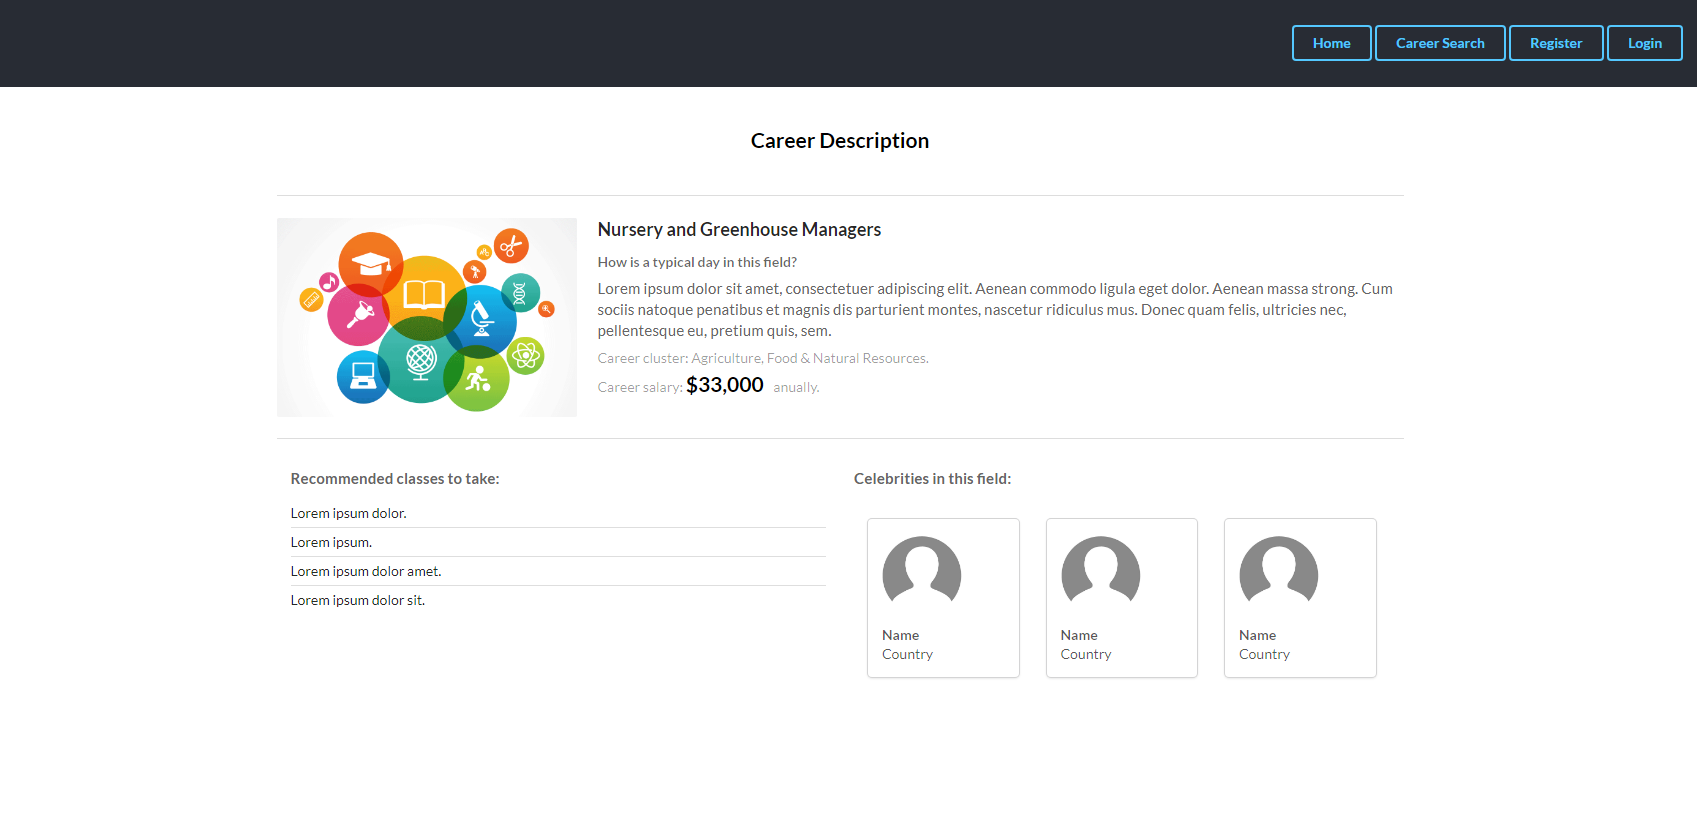 Home Career Search Register Login
Career Description
Nursery and Greenhouse Managers
How is a typical day in this field?
Lorem ipsum dolor sit amet, consectetuer adipiscing elit. Aenean commodo ligula eget dolor. Aenean massa strong. Cum
sociis natoque penatibus et magnis dis parturient montes, nascetur ridiculus mus. Donec quam felis, ultricies nec,
pellentesque eu, pretium quis, sem.
Career cluster: Agriculture, Food & Natural Resources.
Career salary: $33,000 anually.
Recommended classes to take:
Lorem ipsum dolor.
Lorem ipsum.
Lorem ipsum dolor amet.
Lorem ipsum dolor sit.
Celebrities in this field:
Name
Country
Name
Country
Name
Country